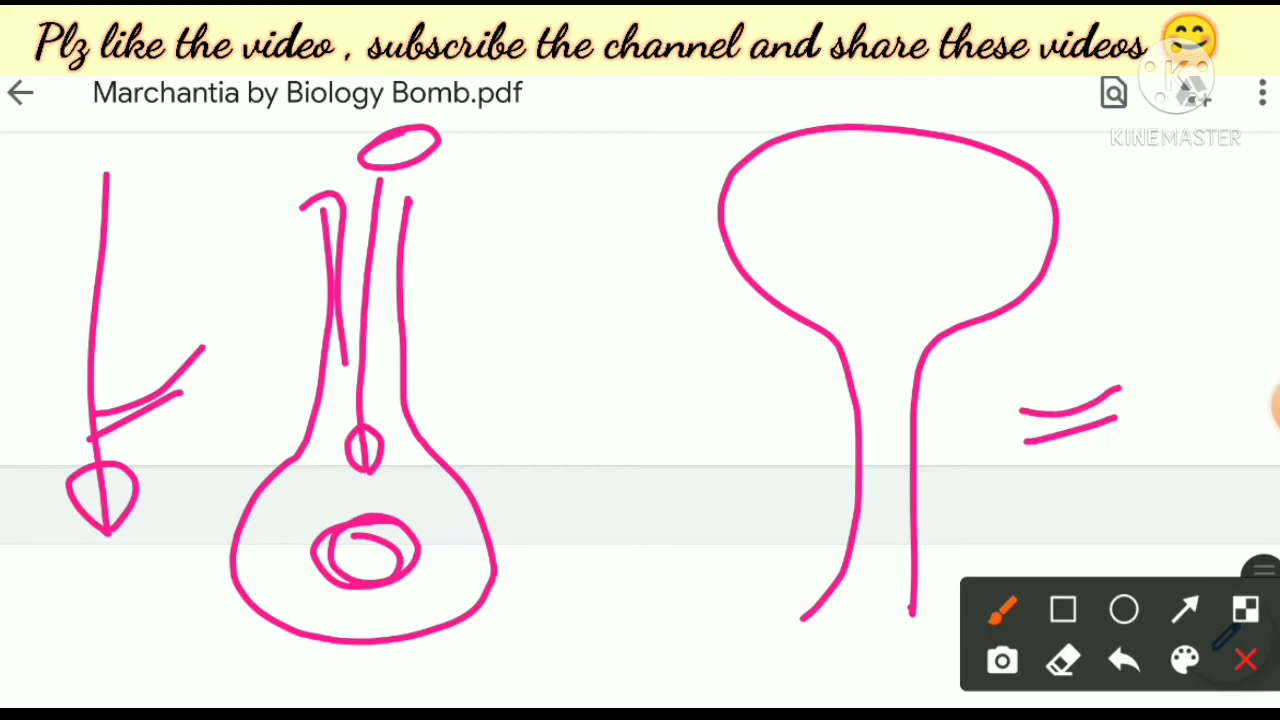 Plz like the video , subscribe the channel and share these videos
Marchantia by Biology Bomb.pdf
KINEMASTER